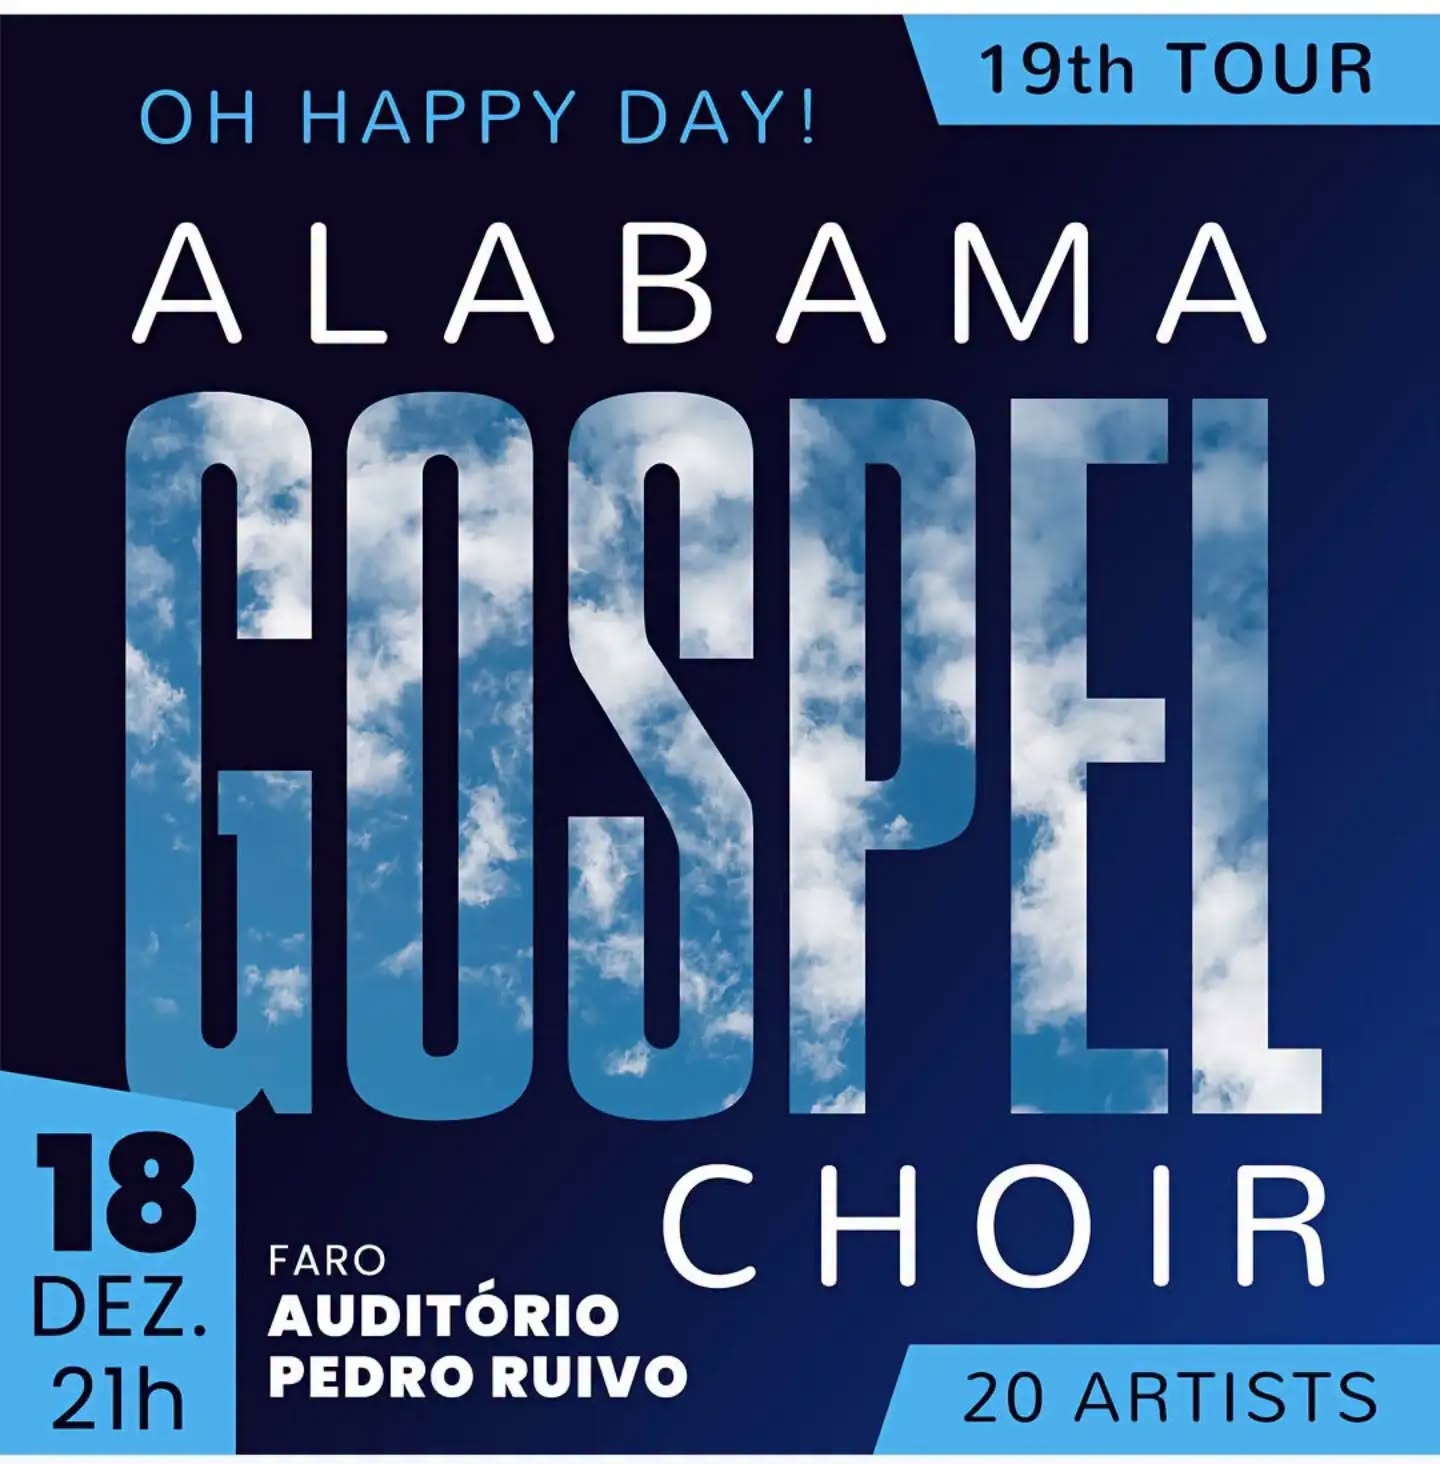 19th TOUR
OH HAPPY DAY!
ALABAMA
GOSPEL
CHOIR
18
DEZ.
21h
FARO
AUDITÓRIO
PEDRO RUIVO
20 ARTISTS